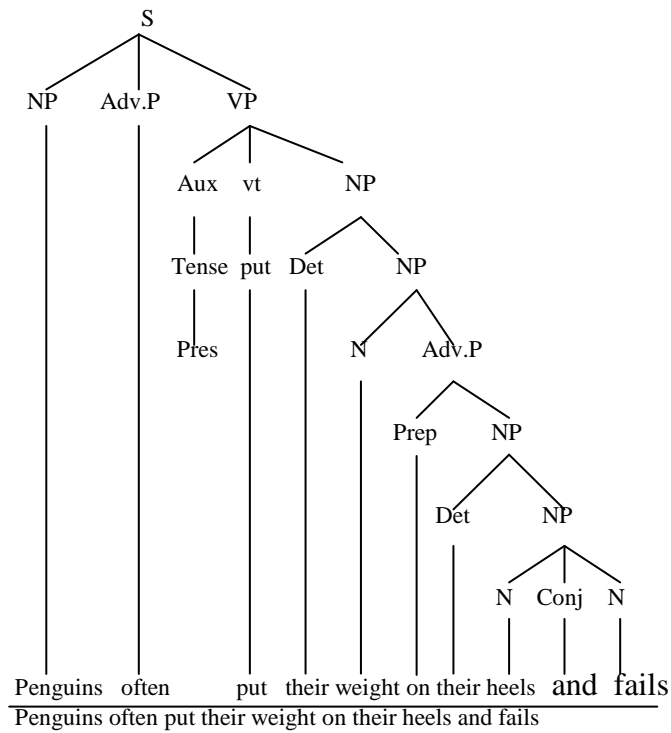 S
NP Adv.P VP
Aux vt NP
Tense put Det NP
Pres N Adv.P
Prep NP
Det NP
N Conj N
Penguins often put their weight on their heels and fails
Penguins often put their weight on their heels and fails